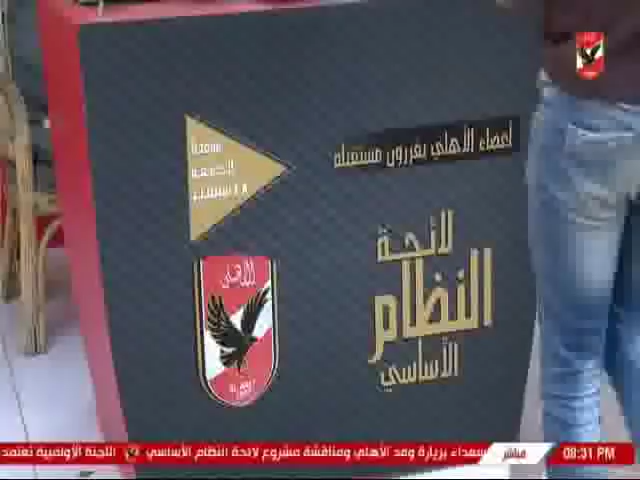 أعضاء الأهلي يقررون مستقبله
لائحة
النظام
الأساسي
الأهلي
08:31 PM
مباشر
سعداء بزيارة وفد الأهلي ومناقشة مشروع لائحة النظام الأساسي
اللجنة الأولمبية تعتمد